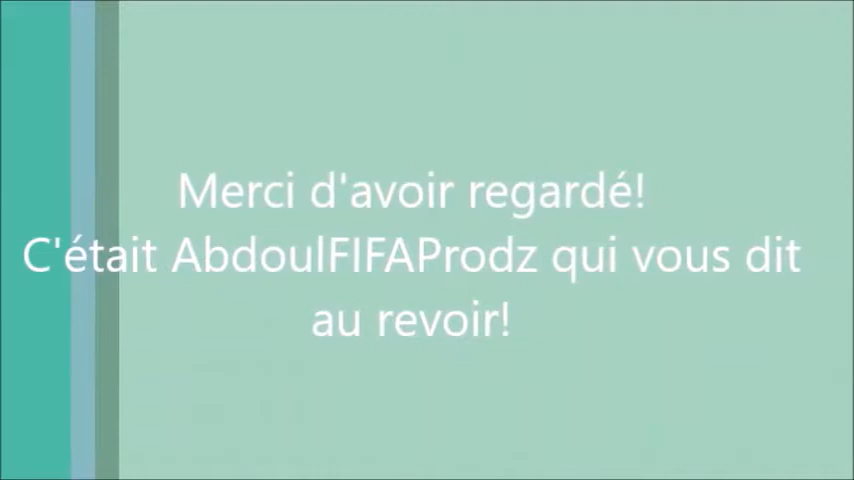 Merci d'avoir regardé!
C'était AbdoulFIFAProdz qui vous dit
au revoir!